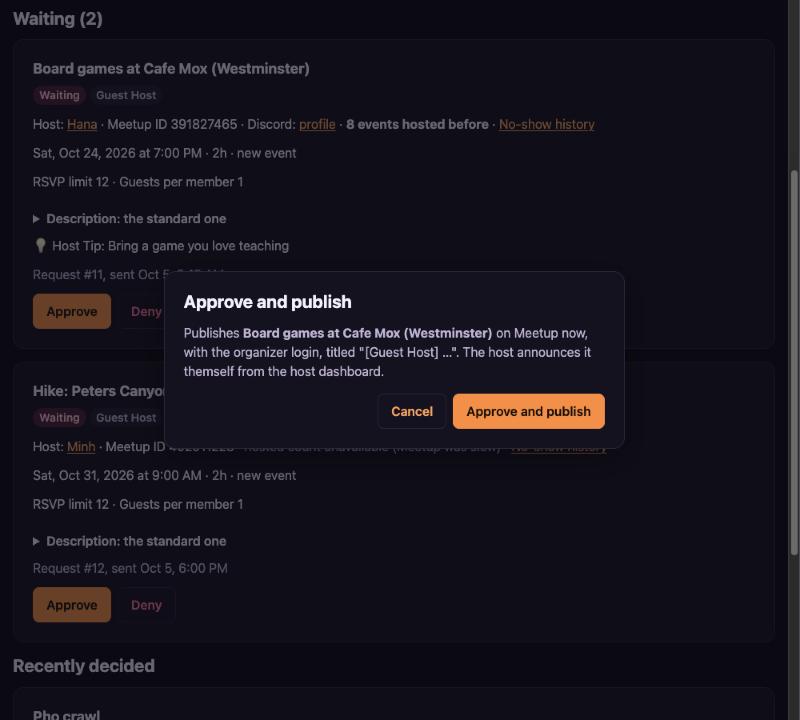 Waiting (2)
Board games at Cafe Mox (Westminster)
Waiting Guest Host
Host: Hana · Meetup ID 391827465 · Discord: profile · 8 events hosted before · No-show history
Sat, Oct 24, 2026 at 7:00 PM · 2h · new event
RSVP limit 12 · Guests per member 1
Description: the standard one
Host Tip: Bring a game you love teaching
Request #11, sent Oct
Approve Deny
Approve and publish
Publishes Board games at Cafe Mox (Westminster) on Meetup now,
with the organizer login, titled "[Guest Host] ...". The host announces it
themself from the host dashboard.
Cancel Approve and publish
Hike: Peters
Waiting Guest Host
Host: Minh · Meetup ID
No-show history
Sat, Oct 31, 2026 at 9:00 AM · 2h · new event
RSVP limit 12 · Guests per member 1
Description: the standard one
Request #12, sent Oct 5, 6:00 PM
Approve Deny
Recently decided
Pho crawl